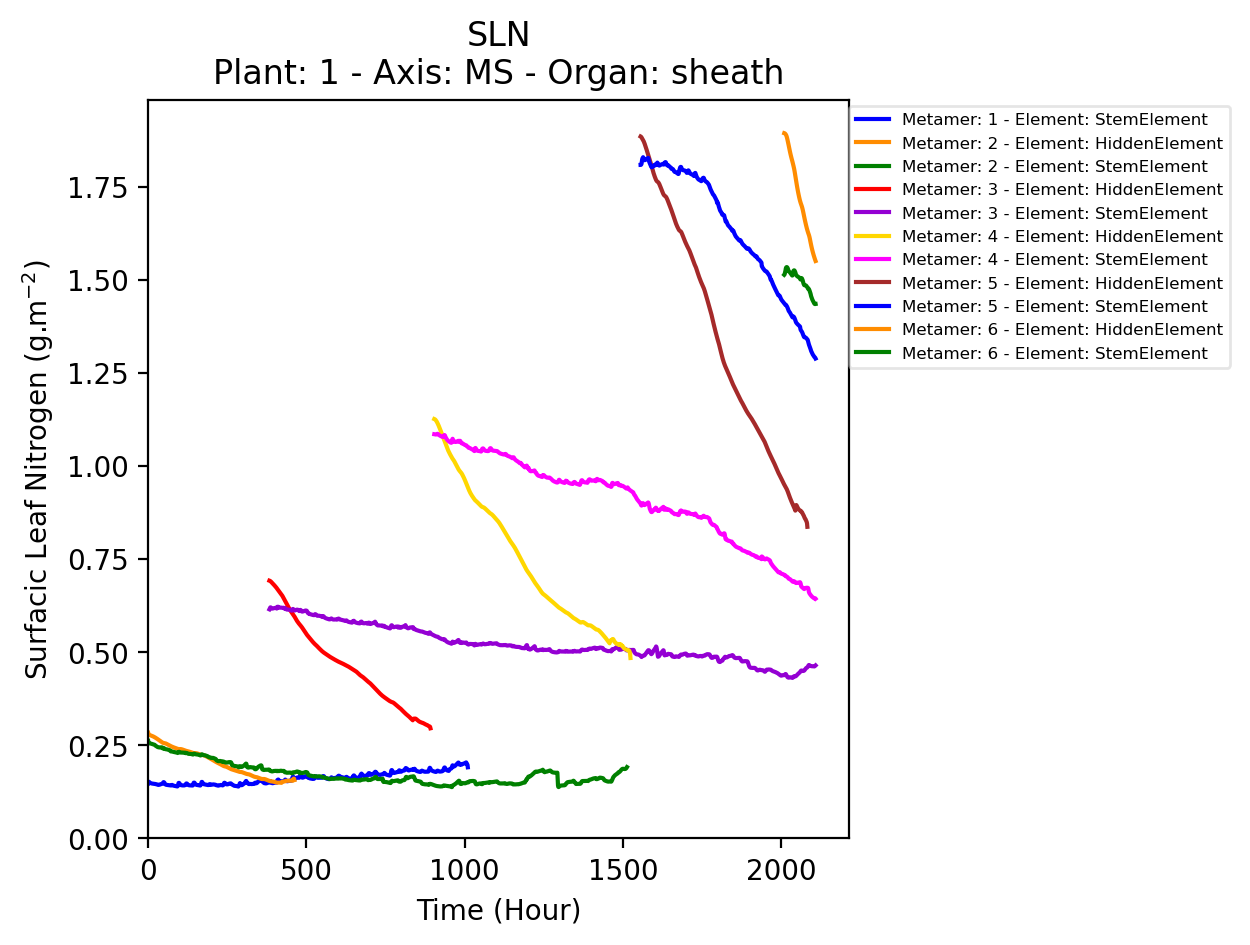 SLN
Plant: 1 - Axis: MS - Organ: sheath
Metamer: 1 - Element: StemElement
Metamer: 2 - Element: HiddenElement
Metamer: 2 - Element: StemElement
Metamer: 3 - Element: HiddenElement
Metamer: 3 - Element: StemElement
Metamer: 4 - Element: HiddenElement
Metamer: 4 - Element: StemElement
Metamer: 5 - Element: HiddenElement
Metamer: 5 - Element: StemElement
Metamer: 6 - Element: HiddenElement
Metamer: 6 - Element: StemElement
Surfacic Leaf Nitrogen (g.m⁻²)
1.75
1.50
1.25
1.00
0.75
0.50
0.25
0.00
0 500 1000 1500 2000
Time (Hour)